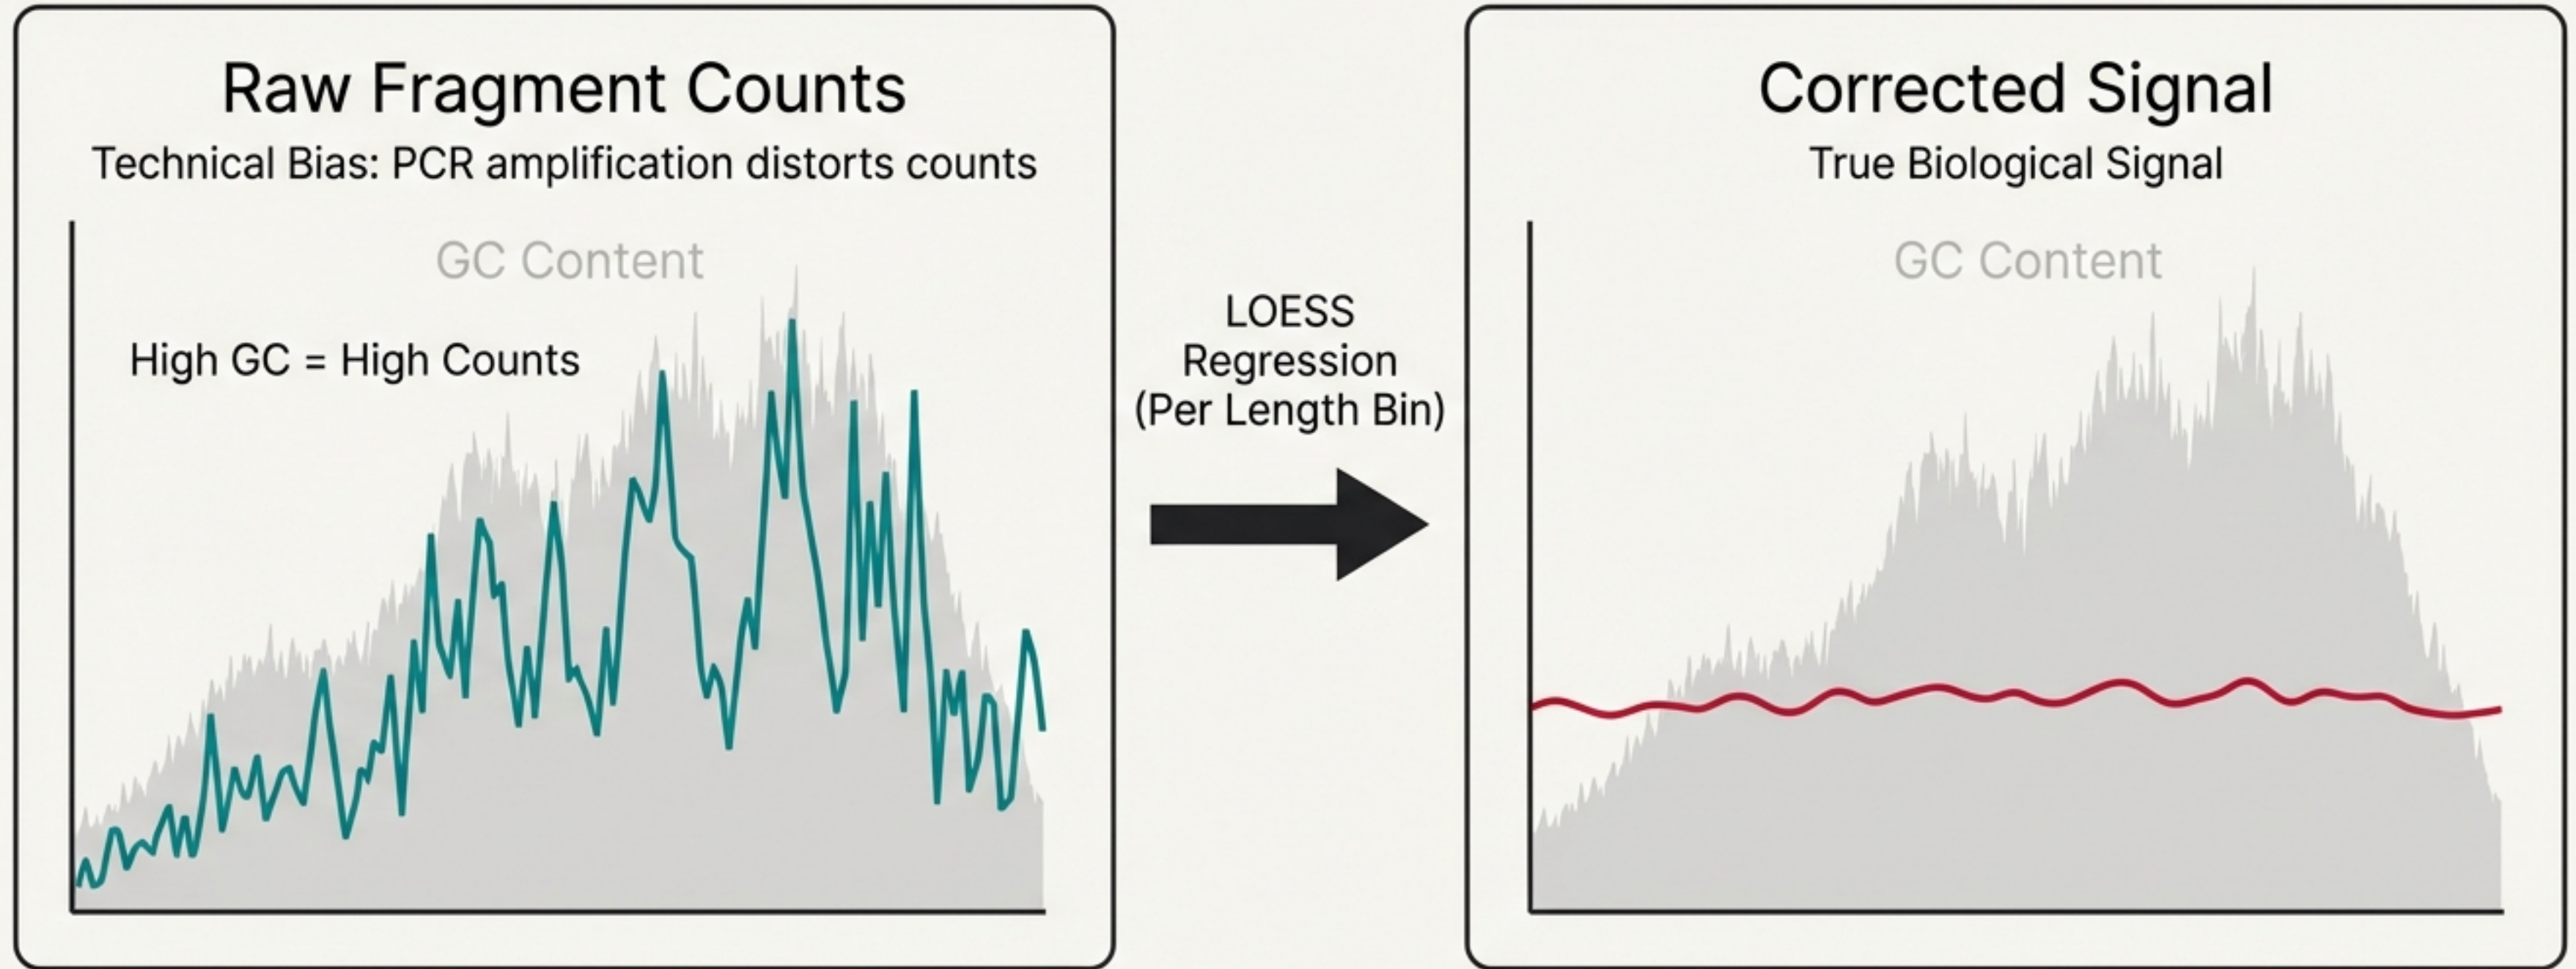 Raw Fragment Counts
Technical Bias: PCR amplification distorts counts
GC Content
High GC = High Counts
LOESS
Regression
(Per Length Bin)
Corrected Signal
True Biological Signal
GC Content